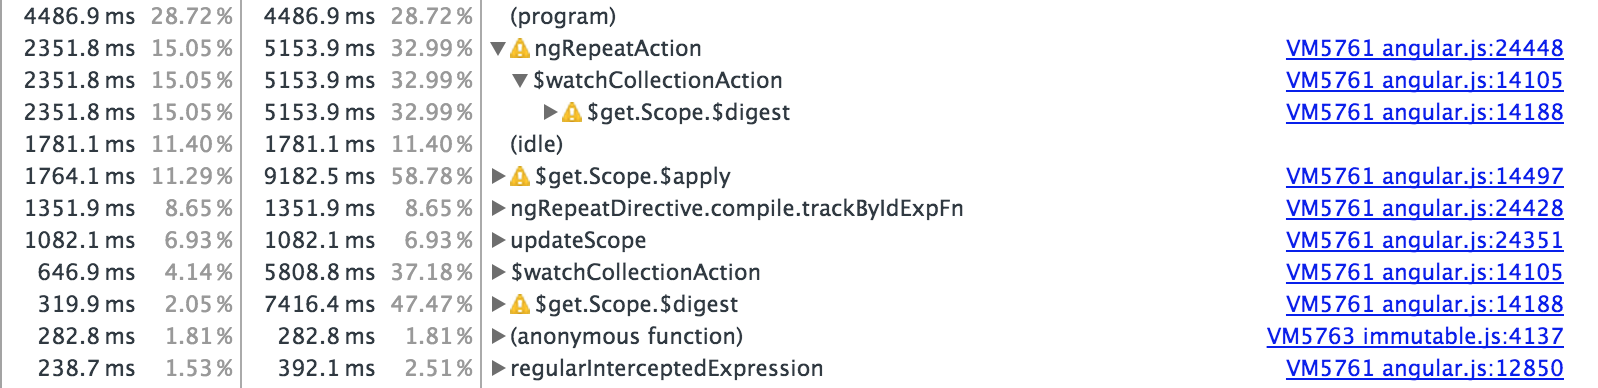 4486.9 ms 28.72 % 4486.9 ms 28.72 % (program)
2351.8 ms 15.05 % 5153.9 ms 32.99 % ngRepeatAction VM5761 angular.js:24448
2351.8 ms 15.05 % 5153.9 ms 32.99 % $watchCollectionAction VM5761 angular.js:14105
2351.8 ms 15.05 % 5153.9 ms 32.99 % $get.Scope.$digest VM5761 angular.js:14188
1781.1 ms 11.40 % 1781.1 ms 11.40 % (idle)
1764.1 ms 11.29 % 9182.5 ms 58.78 % $get.Scope.$apply VM5761 angular.js:14497
1351.9 ms 8.65 % 1351.9 ms 8.65 % ngRepeatDirective.compile.trackByIdExpFn VM5761 angular.js:24428
1082.1 ms 6.93 % 1082.1 ms 6.93 % updateScope VM5761 angular.js:24351
646.9 ms 4.14 % 5808.8 ms 37.18 % $watchCollectionAction VM5761 angular.js:14105
319.9 ms 2.05 % 7416.4 ms 47.47 % $get.Scope.$digest VM5761 angular.js:14188
282.8 ms 1.81 % 282.8 ms 1.81 % (anonymous function) VM5763 immutable.js:4137
238.7 ms 1.53 % 392.1 ms 2.51 % regularInterceptedExpression VM5761 angular.js:12850